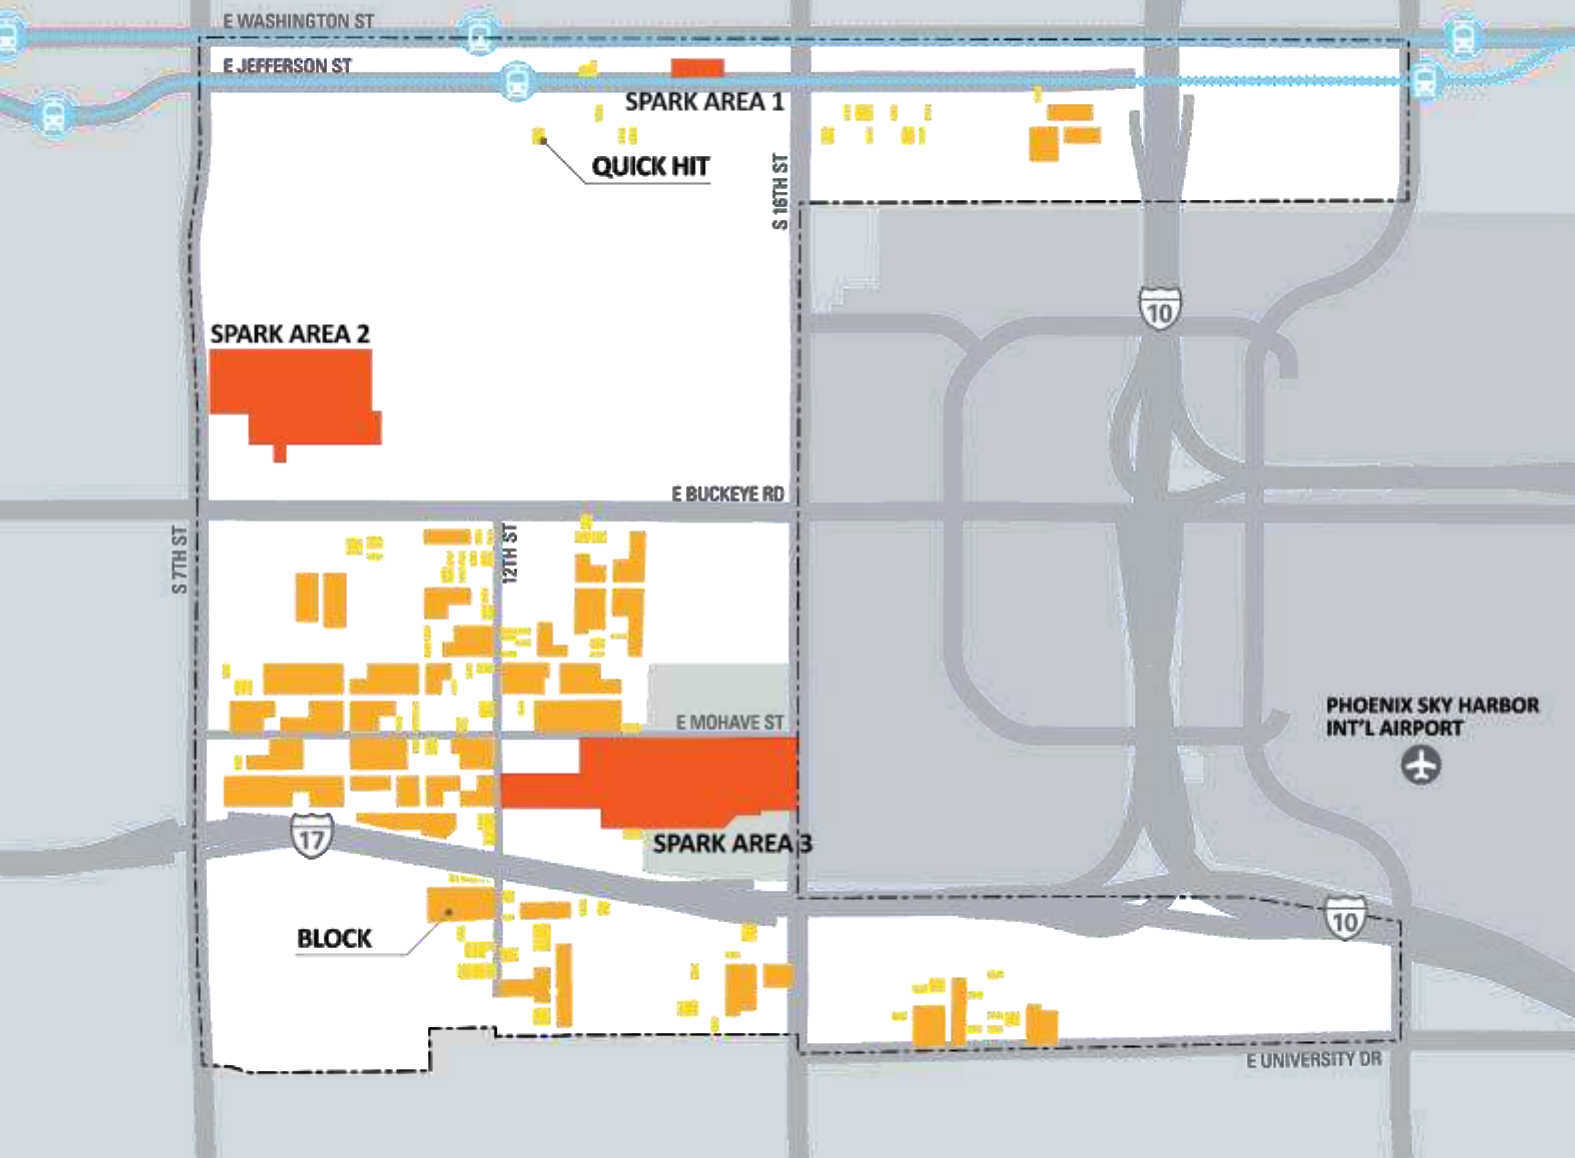 E WASHINGTON ST
E JEFFERSON ST
SPARK AREA 1
QUICK HIT
S 16TH ST
10
SPARK AREA 2
E BUCKEYE RD
S 7TH ST
12TH ST
E MOHAVE ST
PHOENIX SKY HARBOR
INT'L AIRPORT
17
SPARK AREA 3
10
BLOCK
E UNIVERSITY DR